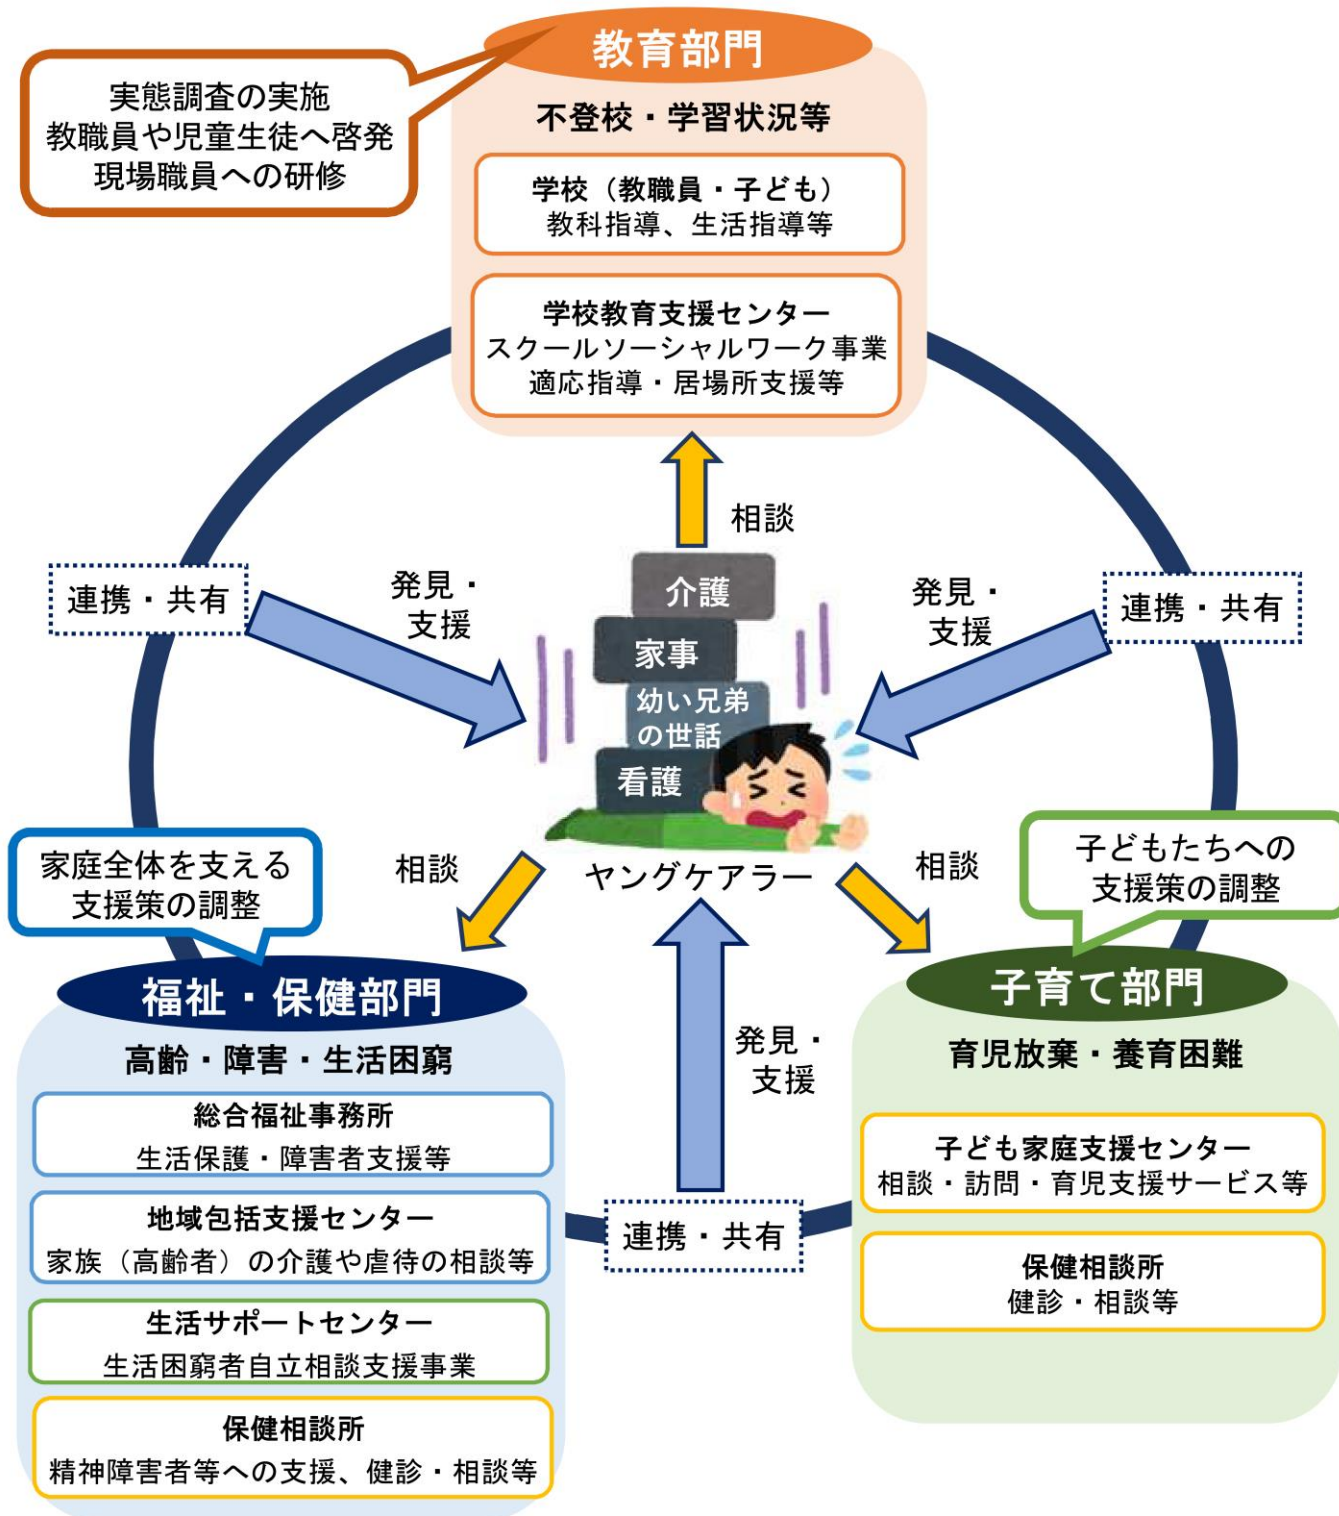 教育部門
実態調査の実施
教職員や児童生徒へ啓発
現場職員への研修
不登校・学習状況等
学校（教職員・子ども）
教科指導、生活指導等
学校教育支援センター
スクールソーシャルワーク事業
適応指導・居場所支援等
相談
連携・共有
発見・
支援
介護
家事
幼い兄弟
の世話
看護
発見・
支援
連携・共有
ヤングケアラー
家庭全体を支える
支援策の調整
相談
相談
子どもたちへの
支援策の調整
福祉・保健部門
高齢・障害・生活困窮
総合福祉事務所
生活保護・障害者支援等
地域包括支援センター
家族（高齢者）の介護や虐待の相談等
生活サポートセンター
生活困窮者自立相談支援事業
保健相談所
精神障害者等への支援、健診・相談等
発見・
支援
連携・共有
子育て部門
育児放棄・養育困難
子ども家庭支援センター
相談・訪問・育児支援サービス等
保健相談所
健診・相談等